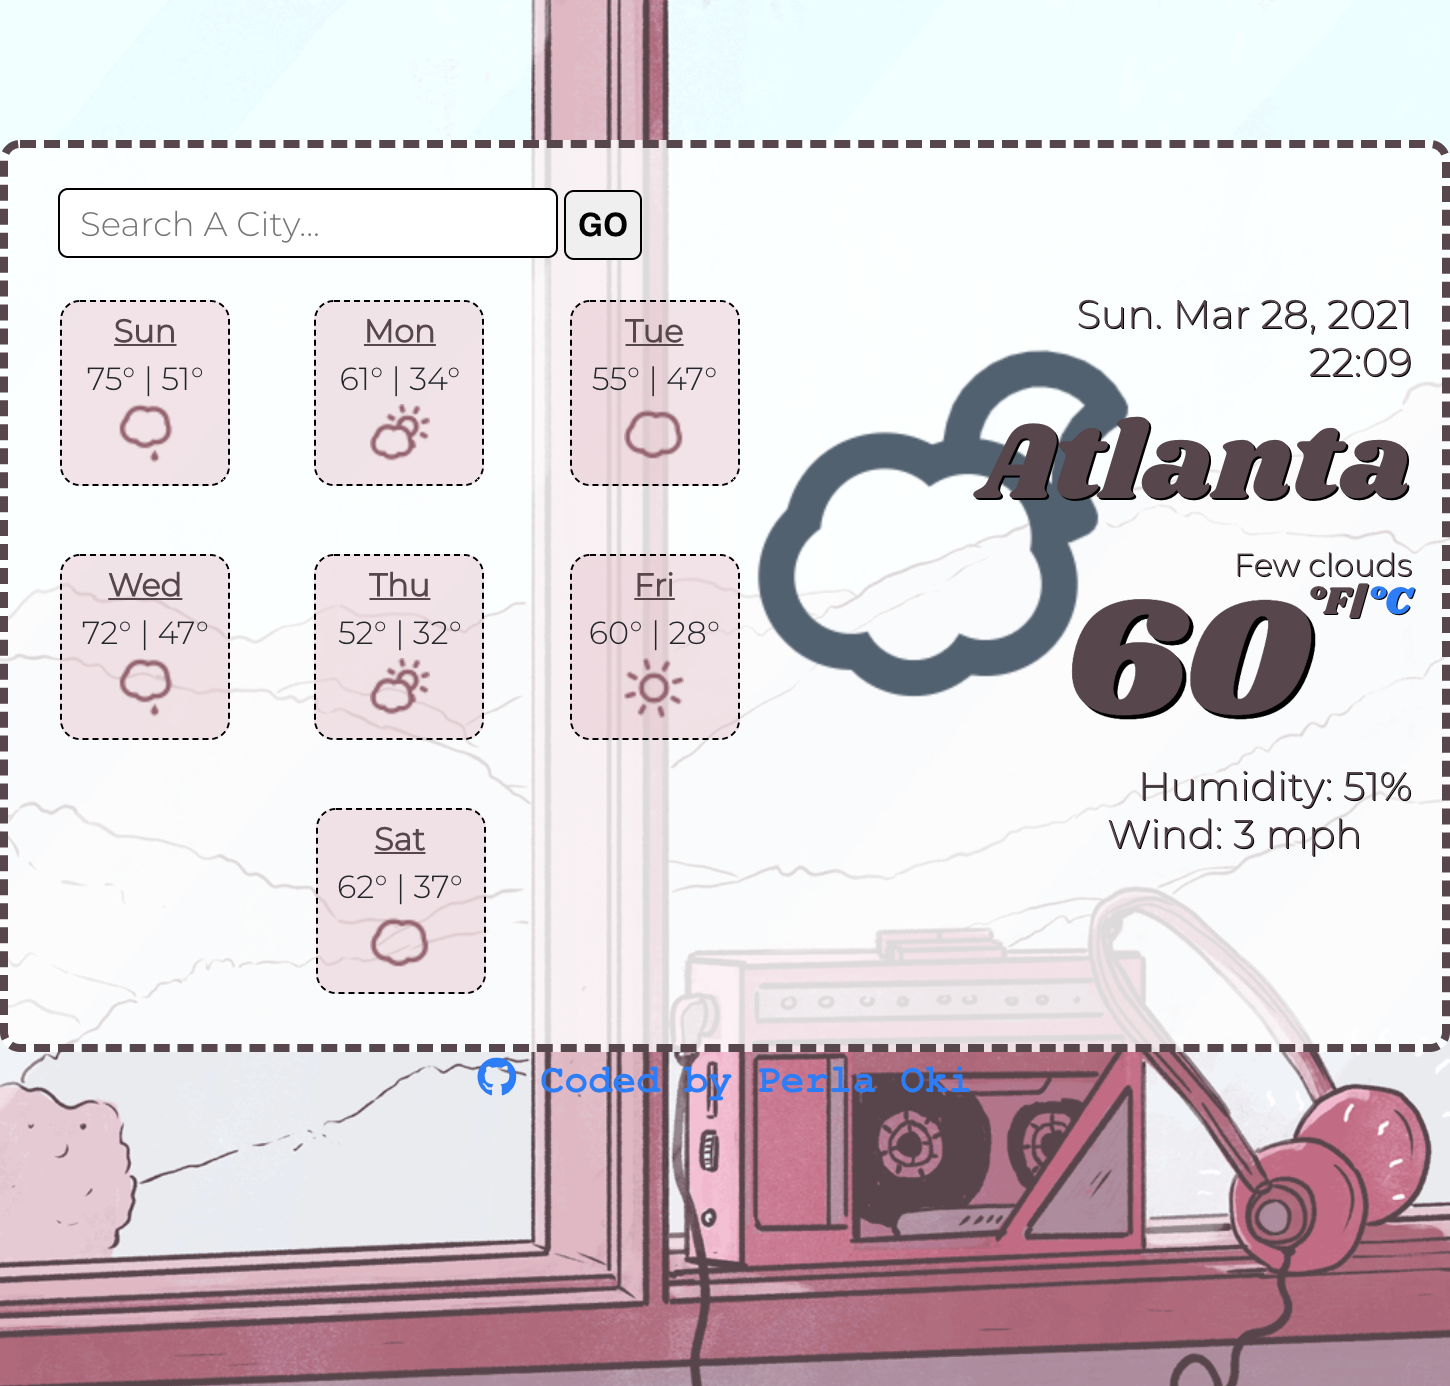 Search A City...
GO
Sun
75° | 51°
Mon
61° | 34°
Tue
55° | 47°
Wed
72° | 47°
Thu
52° | 32°
Fri
60° | 28°
Sat
62° | 37°
Sun. Mar 28, 2021
22:09
Atlanta
Few clouds
60 °F|°C
Humidity: 51%
Wind: 3 mph
Coded by Perla Oki